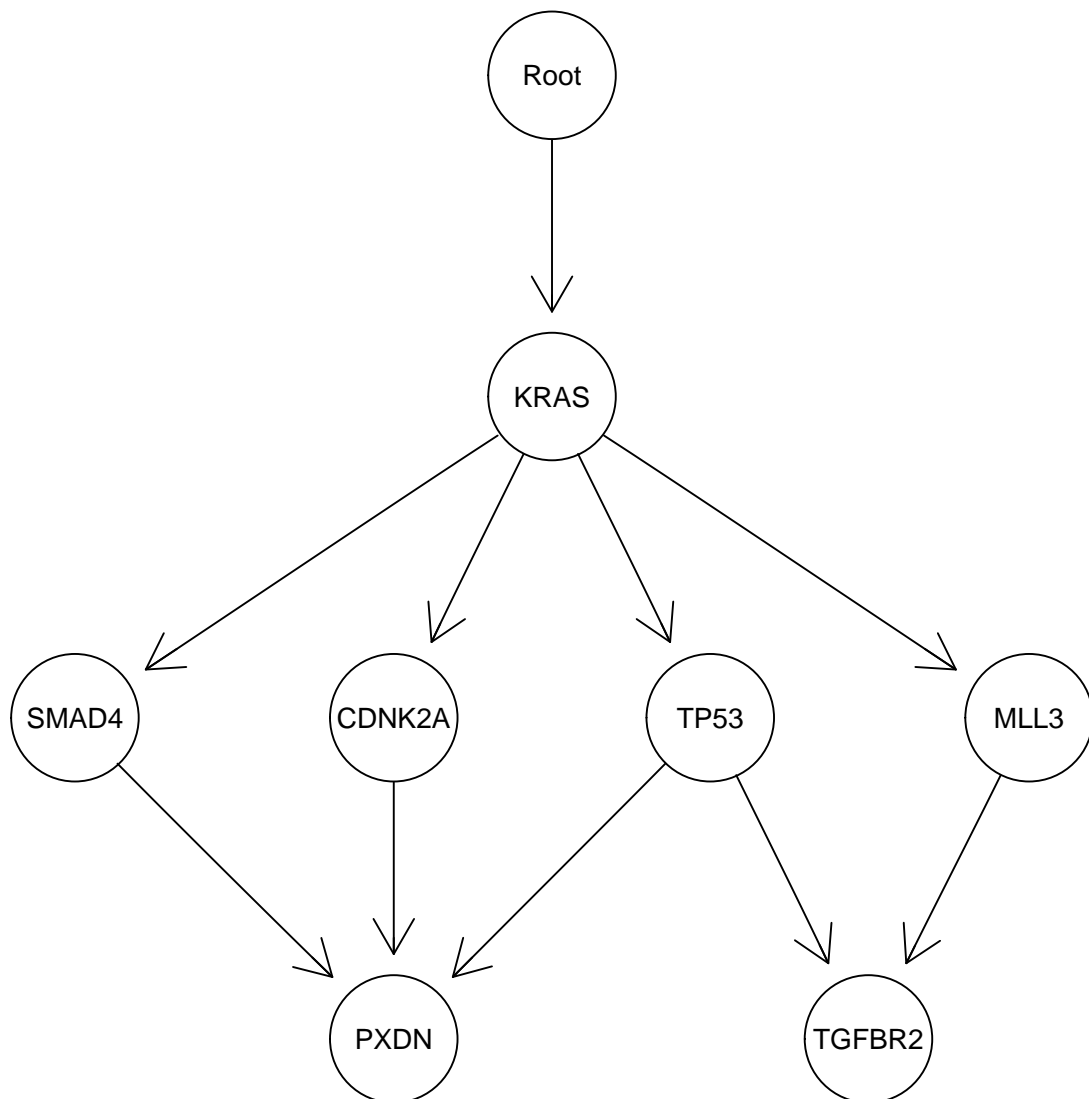 Root
KRAS
SMAD4
CDNK2A
TP53
MLL3
PXDN
TGFBR2